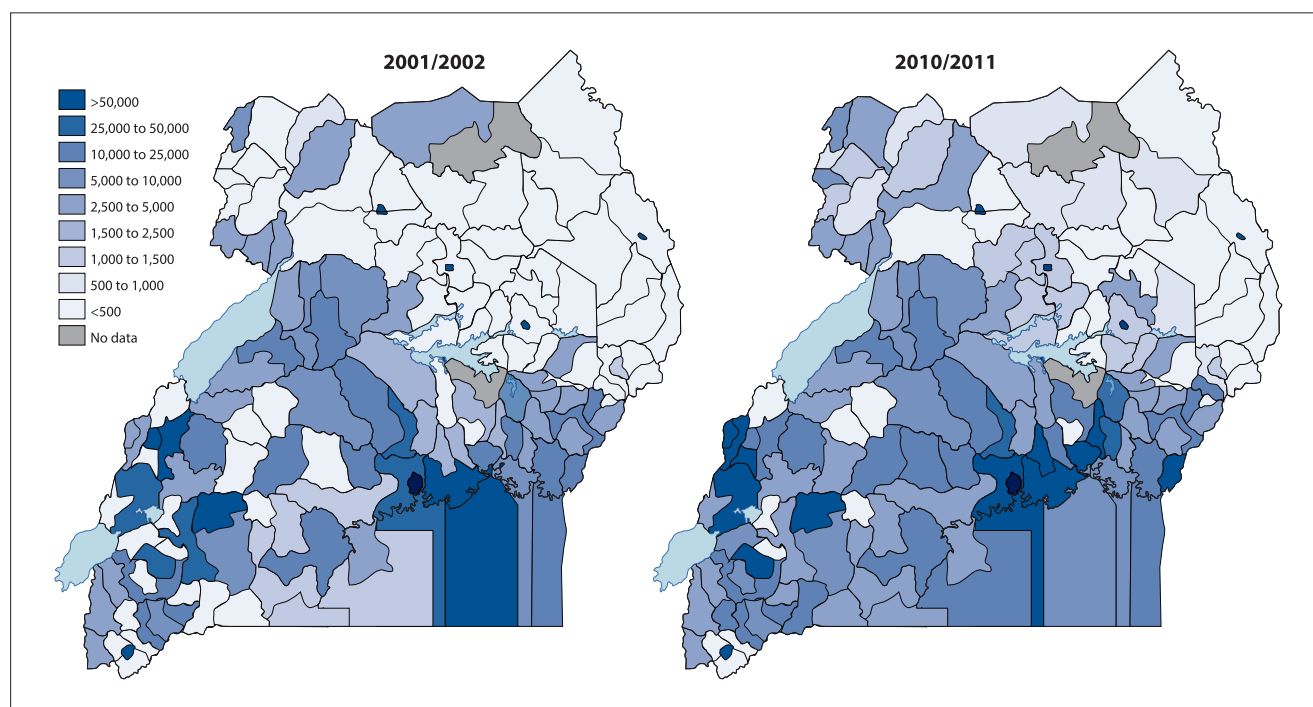 2001/2002
2010/2011
>50,000
25,000 to 50,000
10,000 to 25,000
5,000 to 10,000
2,500 to 5,000
1,500 to 2,500
1,000 to 1,500
500 to 1,000
<500
No data